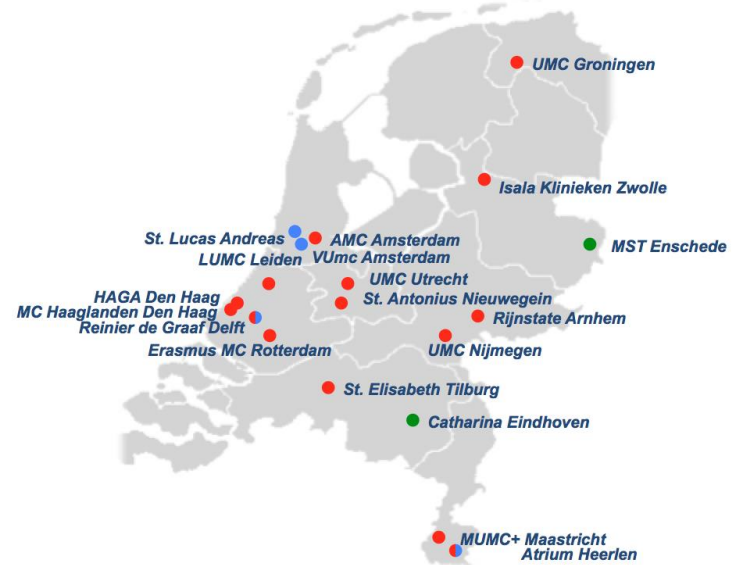 UMC Groningen
Isala Klinieken Zwolle
St. Lucas Andreas
AMC Amsterdam
MST Enschede
LUMC Leiden
VUmc Amsterdam
UMC Utrecht
HAGA Den Haag
St. Antonius Nieuwegein
MC Haaglanden Den Haag
Rijnstate Arnhem
Reinier de Graaf Delft
Erasmus MC Rotterdam
UMC Nijmegen
St. Elisabeth Tilburg
Catharina Eindhoven
MUMC+ Maastricht
Atrium Heerlen